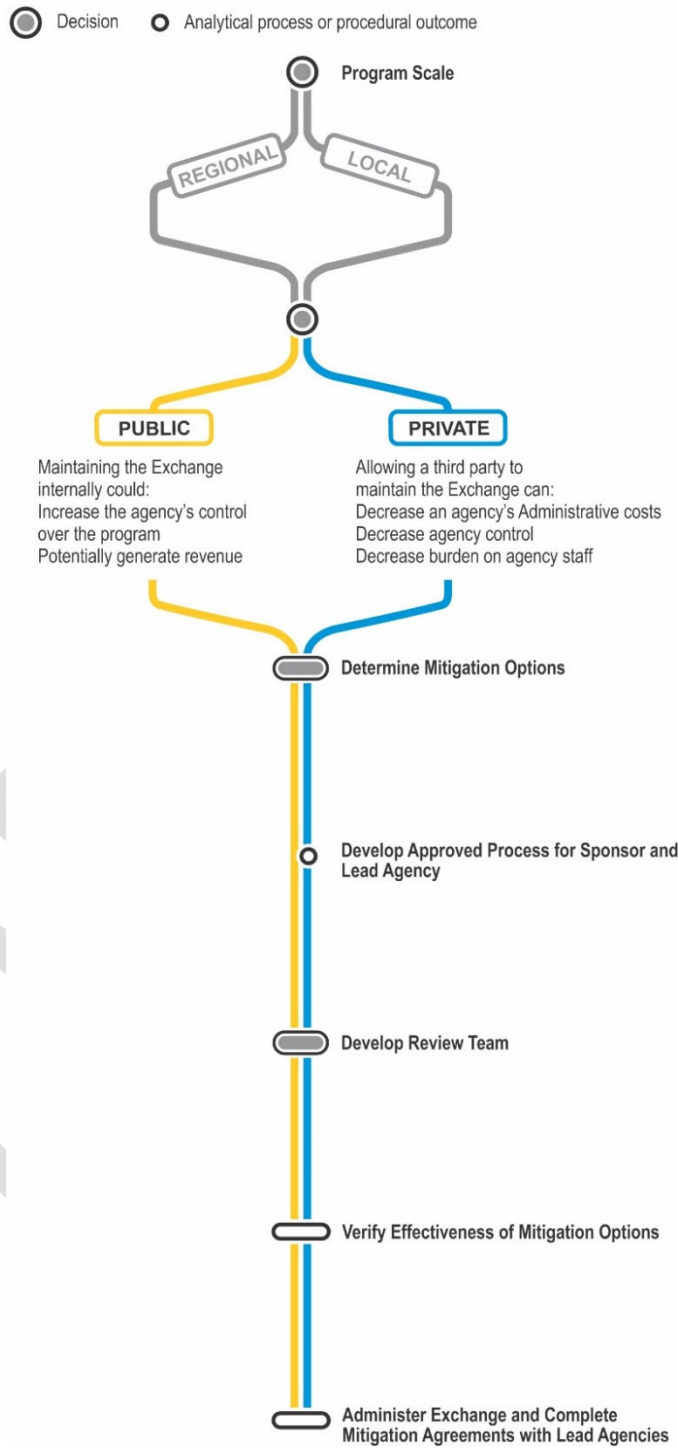 Decision
Analytical process or procedural outcome
Program Scale
REGIONAL
LOCAL
PUBLIC
Maintaining the Exchange
internally could:
Increase the agency's control
over the program
Potentially generate revenue
PRIVATE
Allowing a third party to
maintain the Exchange can:
Decrease an agency's Administrative costs
Decrease agency control
Decrease burden on agency staff
Determine Mitigation Options
Develop Approved Process for Sponsor and
Lead Agency
Develop Review Team
Verify Effectiveness of Mitigation Options
Administer Exchange and Complete
Mitigation Agreements with Lead Agencies